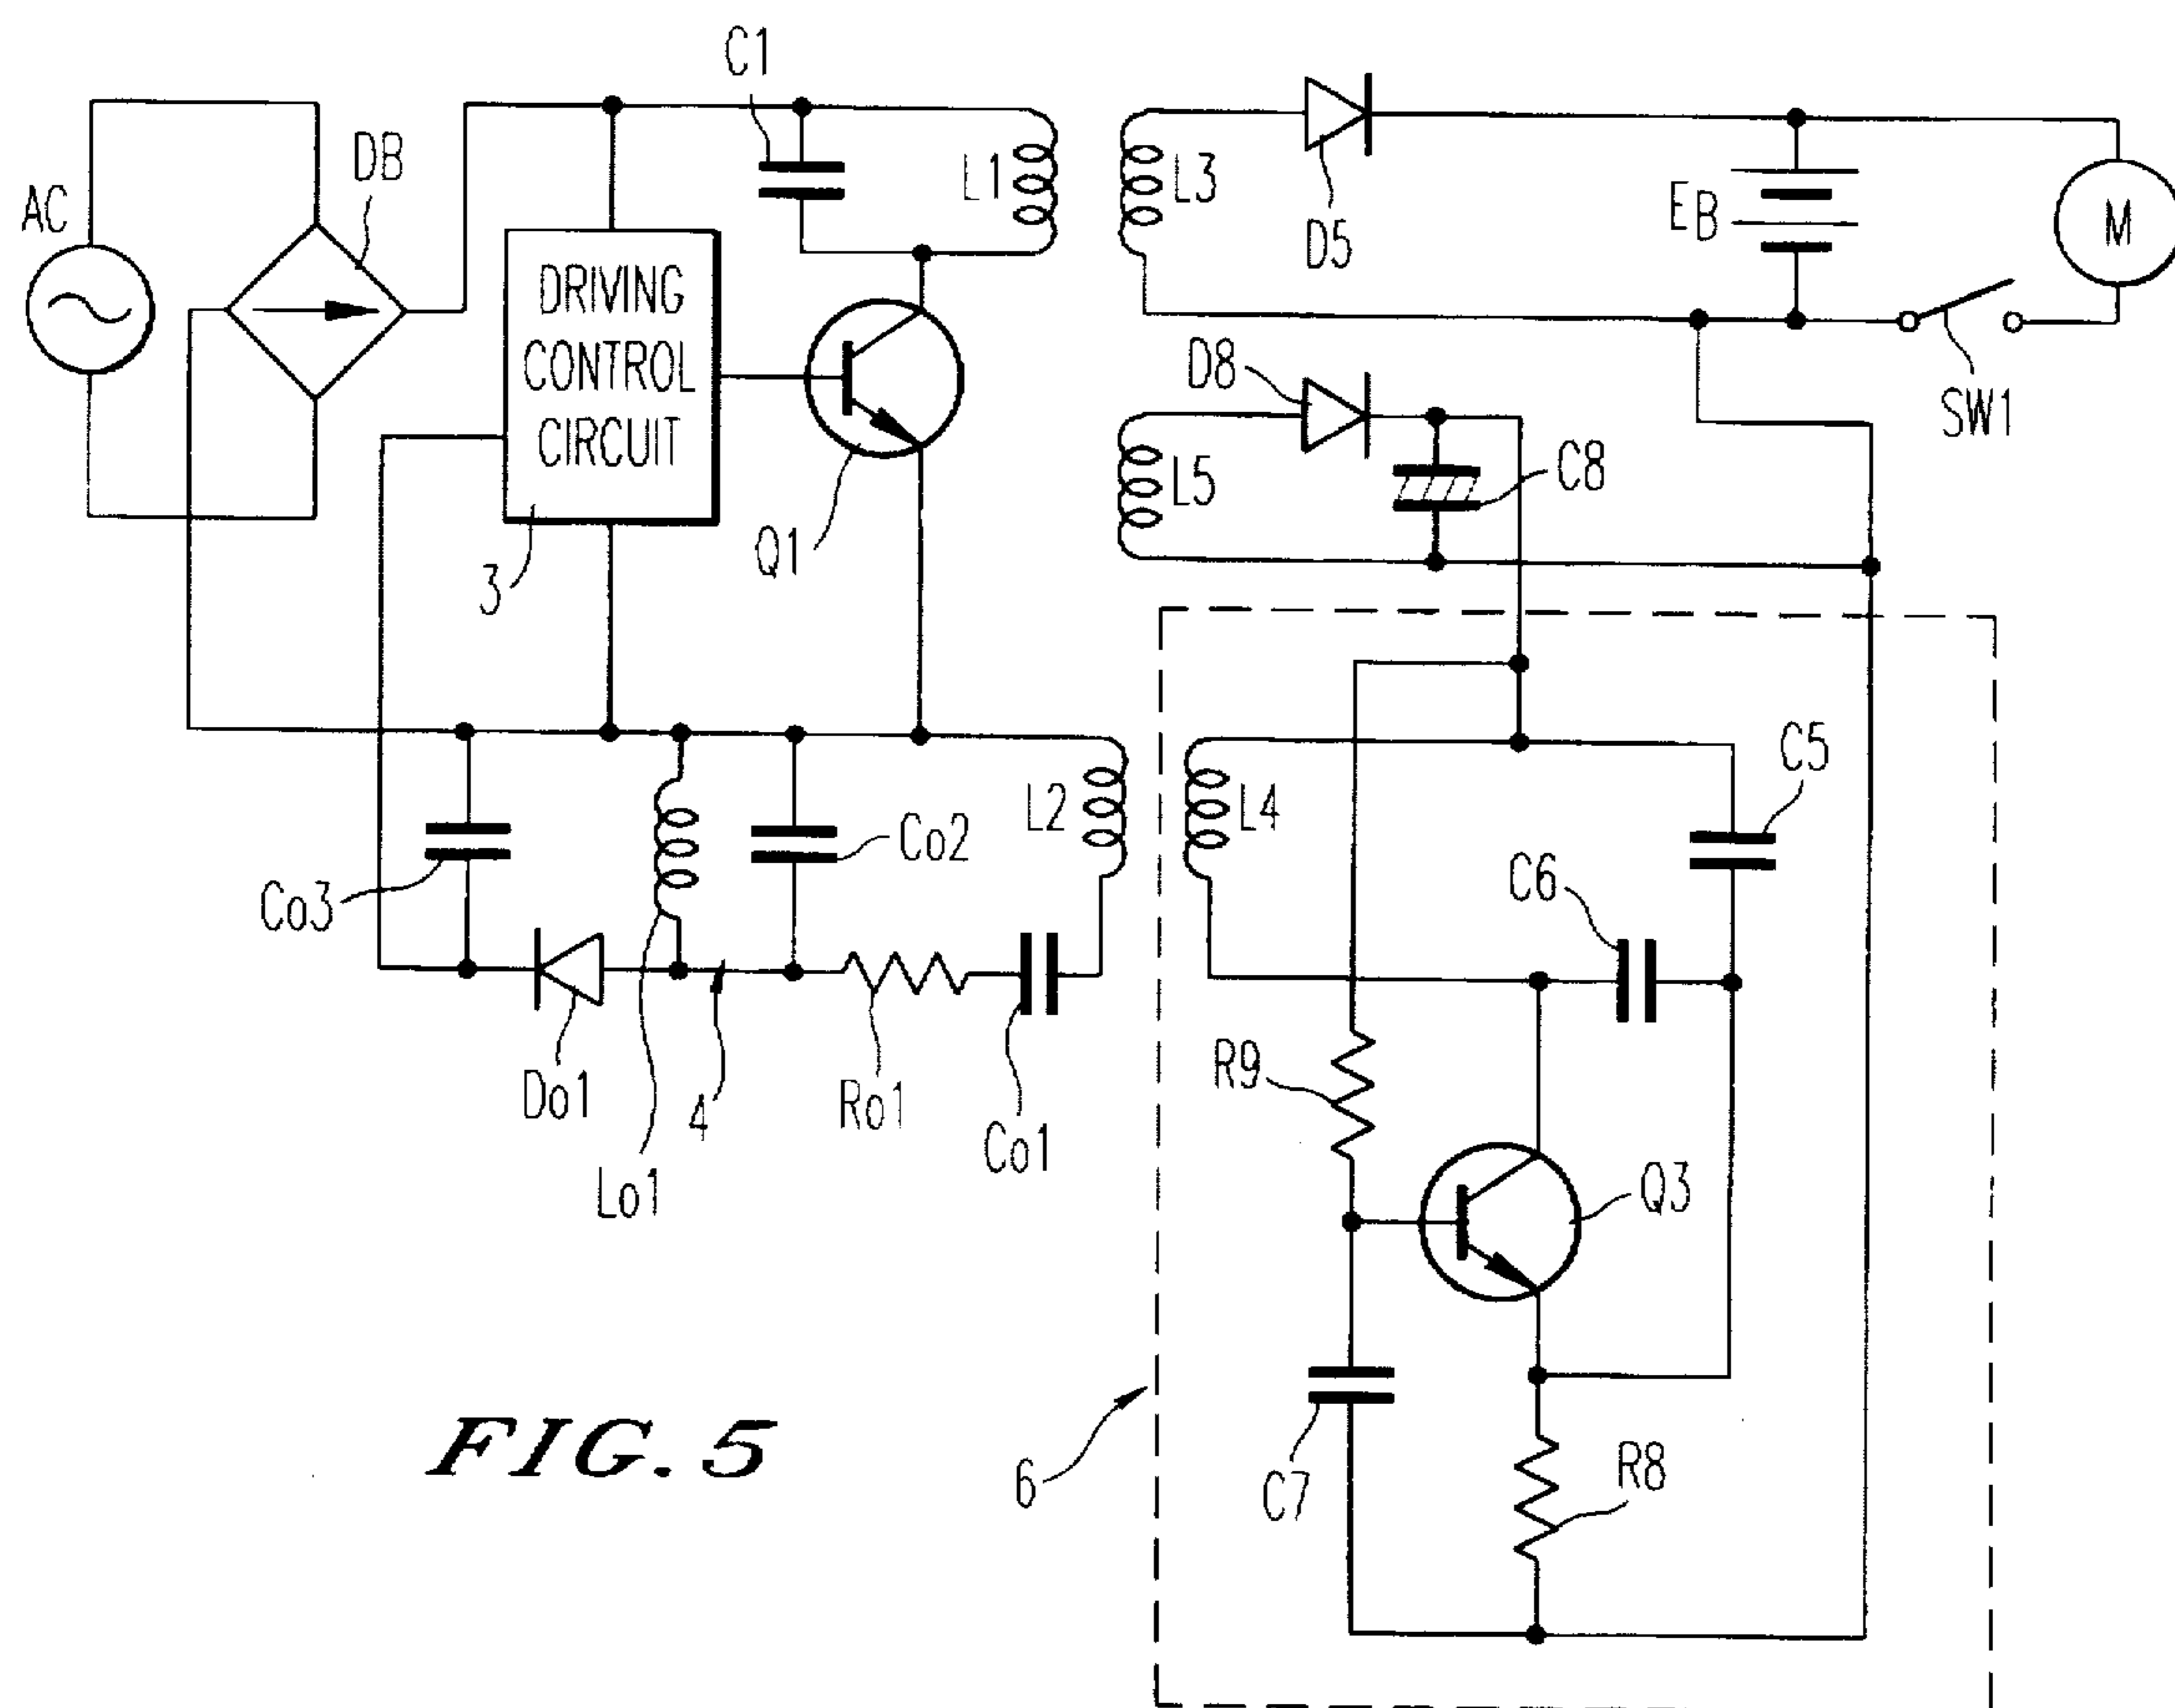 C1
DB
AC
L1
L3
D5
EB
M
DRIVING
CONTROL
CIRCUIT
3
Q1
D8
SW1
L5
C8
C5
L2
L4
Co2
C6
Co3
R9
Do1
4
Ro1
Co1
Lo1
Q3
FIG. 5
6
C7
R8